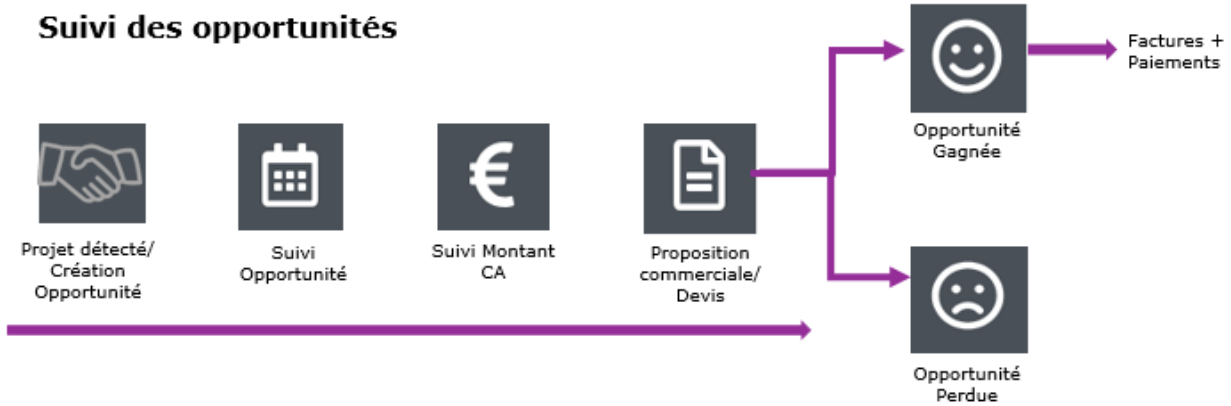 Suivi des opportunités
Projet détecté/
Création
Opportunité
Suivi
Opportunité
Suivi Montant
CA
Proposition
commerciale/
Devis
Opportunité
Gagnée
Factures +
Paiements
Opportunité
Perdue